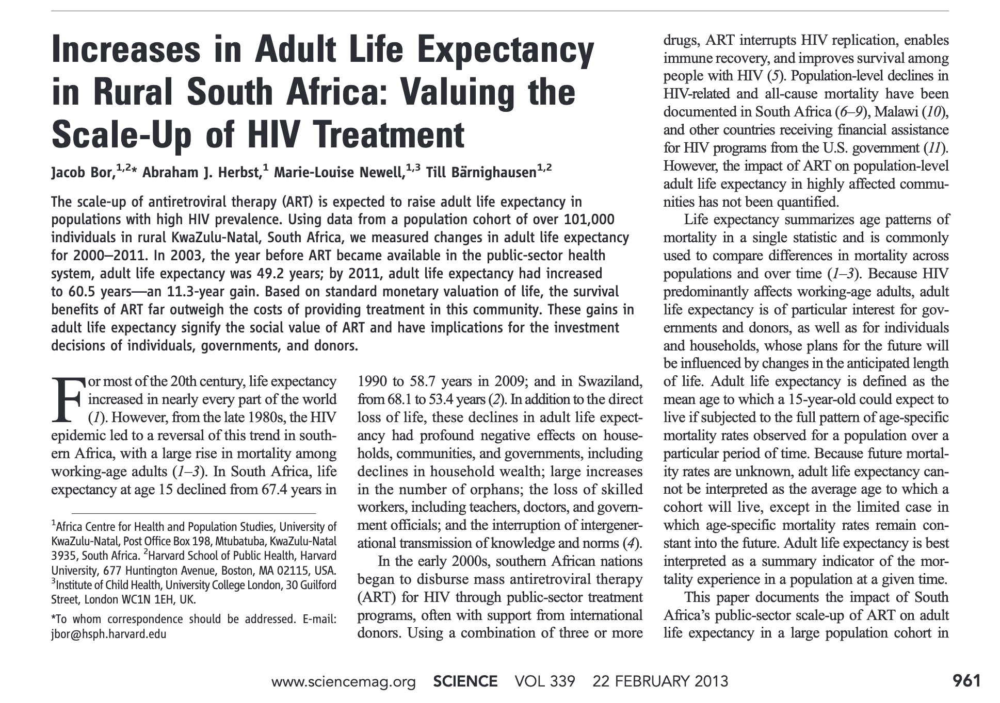 Increases in Adult Life Expectancy
in Rural South Africa: Valuing the
Scale-Up of HIV Treatment
Jacob Bor,1,2* Abraham J. Herbst,1 Marie-Louise Newell,1,3 Till Bärnighausen1,2
The scale-up of antiretroviral therapy (ART) is expected to raise adult life expectancy in
populations with high HIV prevalence. Using data from a population cohort of over 101,000
individuals in rural KwaZulu-Natal, South Africa, we measured changes in adult life expectancy
for 2000–2011. In 2003, the year before ART became available in the public-sector health
system, adult life expectancy was 49.2 years; by 2011, adult life expectancy had increased
to 60.5 years—an 11.3-year gain. Based on standard monetary valuation of life, the survival
benefits of ART far outweigh the costs of providing treatment in this community. These gains in
adult life expectancy signify the social value of ART and have implications for the investment
decisions of individuals, governments, and donors.
For most of the 20th century, life expectancy
increased in nearly every part of the world
(1). However, from the late 1980s, the HIV
epidemic led to a reversal of this trend in south-
ern Africa, with a large rise in mortality among
working-age adults (1–3). In South Africa, life
expectancy at age 15 declined from 67.4 years in
1Africa Centre for Health and Population Studies, University of
KwaZulu-Natal, Post Office Box 198, Mtubatuba, KwaZulu-Natal
3935, South Africa. 2Harvard School of Public Health, Harvard
University, 677 Huntington Avenue, Boston, MA 02115, USA.
3Institute of Child Health, University College London, 30 Guilford
Street, London WC1N 1EH, UK.
*To whom correspondence should be addressed. E-mail:
jbor@hsph.harvard.edu
1990 to 58.7 years in 2009; and in Swaziland,
from 68.1 to 53.4 years (2). In addition to the direct
loss of life, these declines in adult life expect-
ancy had profound negative effects on house-
holds, communities, and governments, including
declines in household wealth; large increases
in the number of orphans; the loss of skilled
workers, including teachers, doctors, and govern-
ment officials; and the interruption of intergener-
ational transmission of knowledge and norms (4).
In the early 2000s, southern African nations
began to disburse mass antiretroviral therapy
(ART) for HIV through public-sector treatment
programs, often with support from international
donors. Using a combination of three or more
drugs, ART interrupts HIV replication, enables
immune recovery, and improves survival among
people with HIV (5). Population-level declines in
HIV-related and all-cause mortality have been
documented in South Africa (6–9), Malawi (10),
and other countries receiving financial assistance
for HIV programs from the U.S. government (11).
However, the impact of ART on population-level
adult life expectancy in highly affected commu-
nities has not been quantified.
Life expectancy summarizes age patterns of
mortality in a single statistic and is commonly
used to compare differences in mortality across
populations and over time (1–3). Because HIV
predominantly affects working-age adults, adult
life expectancy is of particular interest for gov-
ernments and donors, as well as for individuals
and households, whose plans for the future will
be influenced by changes in the anticipated length
of life. Adult life expectancy is defined as the
mean age to which a 15-year-old could expect to
live if subjected to the full pattern of age-specific
mortality rates observed for a population over a
particular period of time. Because future mortal-
ity rates are unknown, adult life expectancy can-
not be interpreted as the average age to which a
cohort will live, except in the limited case in
which age-specific mortality rates remain con-
stant into the future. Adult life expectancy is best
interpreted as a summary indicator of the mor-
tality experience in a population at a given time.
This paper documents the impact of South
Africa’s public-sector scale-up of ART on adult
life expectancy in a large population cohort in
www.sciencemag.org SCIENCE VOL 339 22 FEBRUARY 2013 961